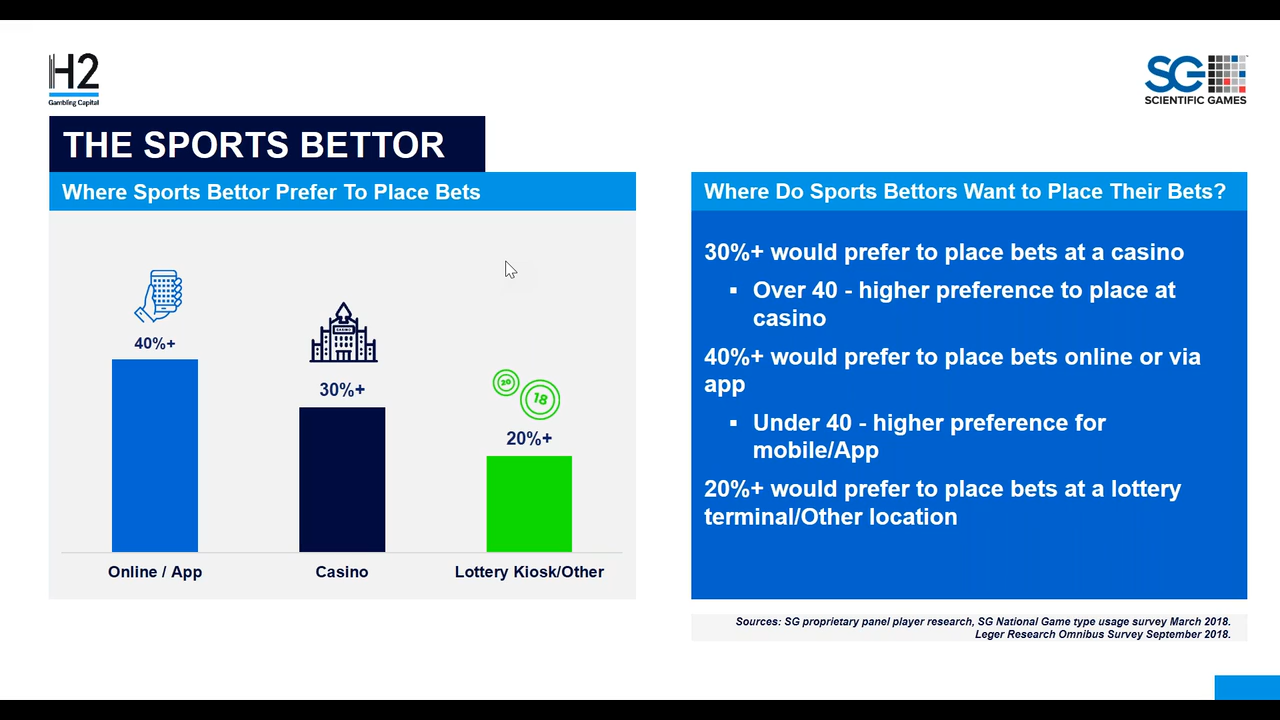 H2
Gambling Capital
SG
SCIENTIFIC GAMES
THE SPORTS BETTOR
Where Sports Bettor Prefer To Place Bets
40%+
CASINO
30%+
20
18
20%+
Online / App
Casino
Lottery Kiosk/Other
Where Do Sports Bettors Want to Place Their Bets?
30%+ would prefer to place bets at a casino
▪ Over 40 - higher preference to place at
casino
40%+ would prefer to place bets online or via
app
▪ Under 40 - higher preference for
mobile/App
20%+ would prefer to place bets at a lottery
terminal/Other location
Sources: SG proprietary panel player research, SG National Game type usage survey March 2018.
Leger Research Omnibus Survey September 2018.